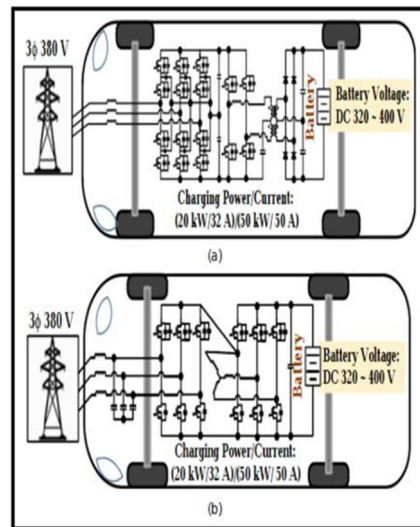 3ϕ 380 V
Battery
Battery Voltage:
DC 320 ~ 400 V
Charging Power/Current:
(20 kW/32 A)/(50 kW/ 50 A)
(a)
3ϕ 380 V
Battery
Battery Voltage:
DC 320 ~ 400 V
Charging Power/Current:
(20 kW/32 A)/(50 kW/ 50 A)
(b)